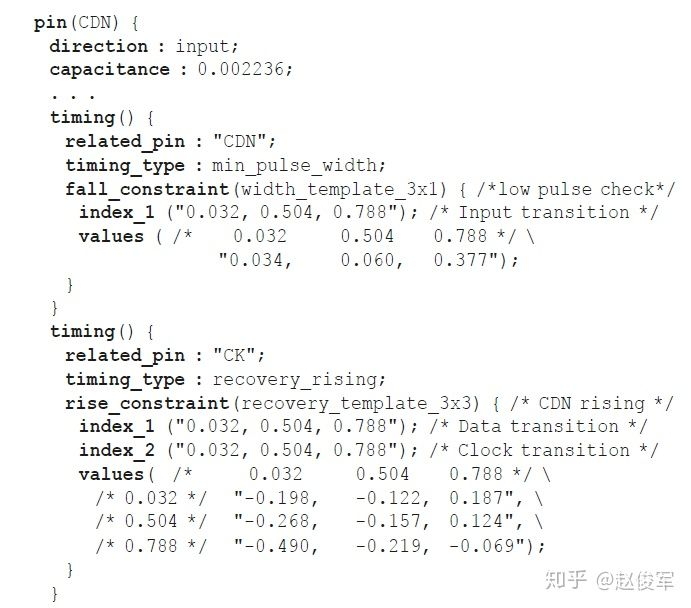 pin(CDN) {
direction : input;
capacitance : 0.002236;
. . .
timing() {
related_pin : "CDN";
timing_type : min_pulse_width;
fall_constraint(width_template_3x1) { /*low pulse check*/
index_1 ("0.032, 0.504, 0.788"); /* Input transition */
values ( /* 0.032 0.504 0.788 */ \
"0.034, 0.060, 0.377");
}
}
timing() {
related_pin : "CK";
timing_type : recovery_rising;
rise_constraint(recovery_template_3x3) { /* CDN rising */
index_1 ("0.032, 0.504, 0.788"); /* Data transition */
index_2 ("0.032, 0.504, 0.788"); /* Clock transition */
values( /* 0.032 0.504 0.788 */ \
/* 0.032 */ "-0.198, -0.122, 0.187", \
/* 0.504 */ "-0.268, -0.157, 0.124", \
/* 0.788 */ "-0.490, -0.219, -0.069");
}
}
知乎 @赵俊军